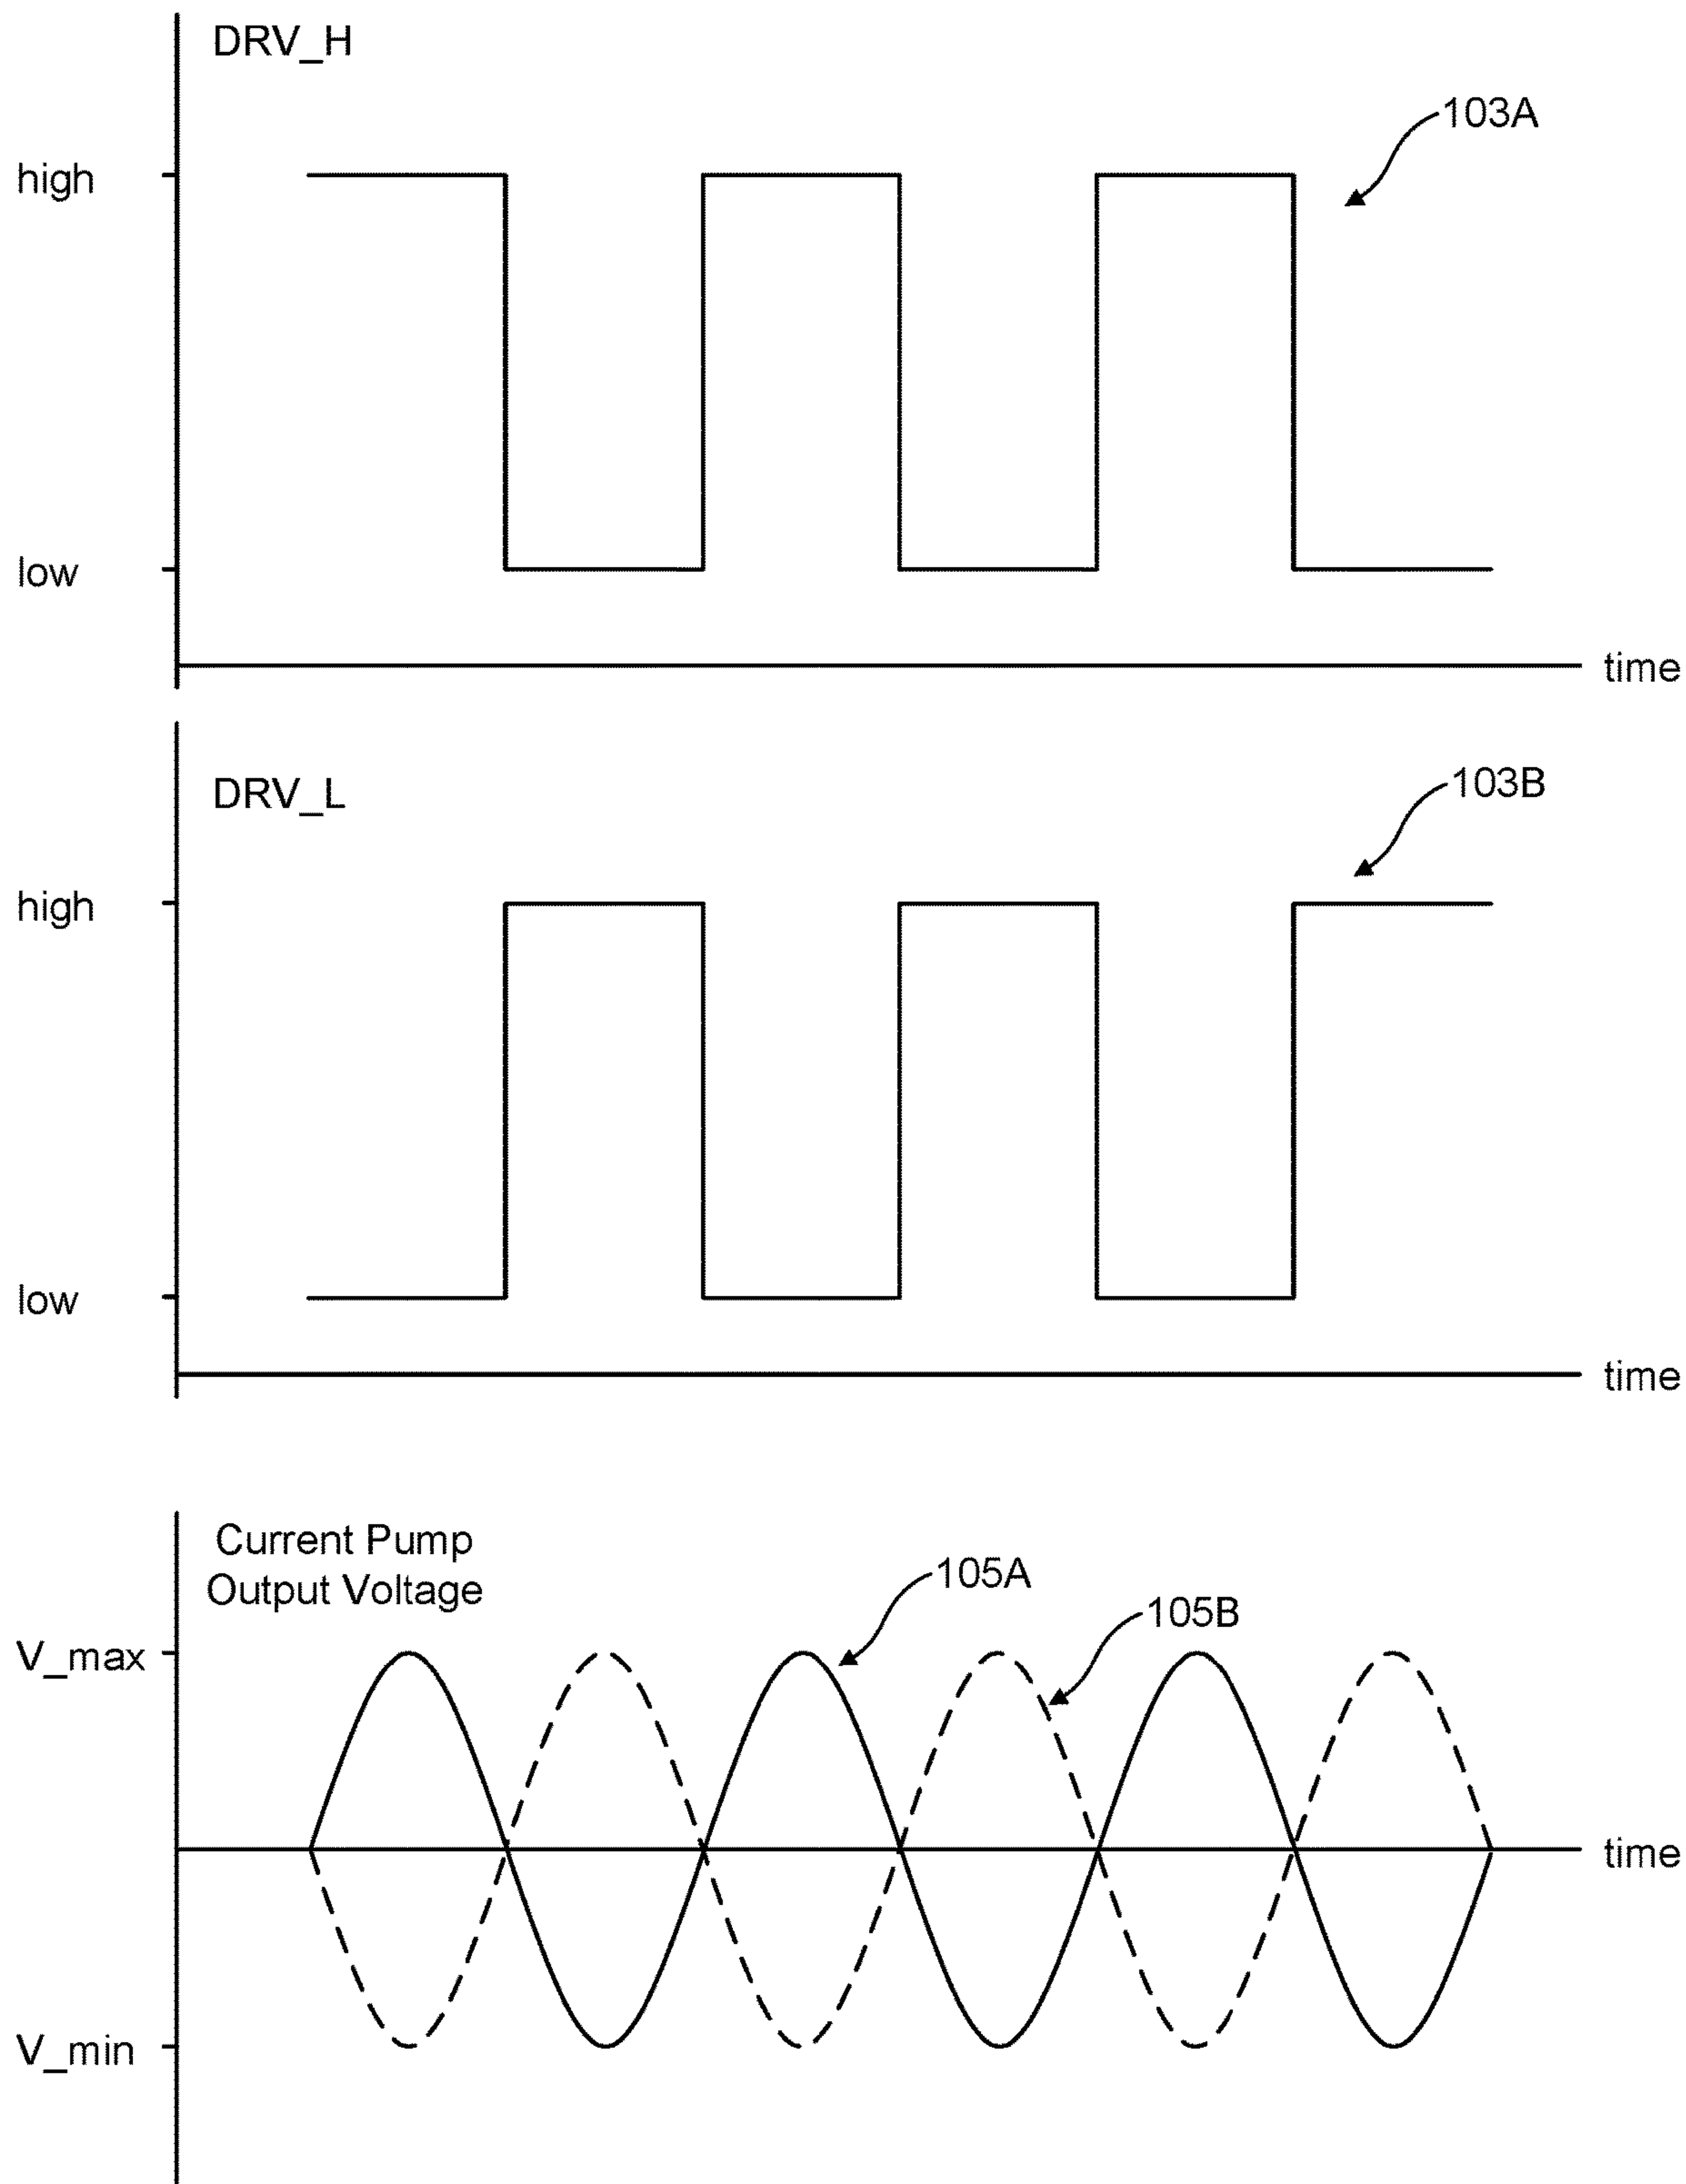 DRV_H
103A
high
low
time
DRV_L
103B
high
low
time
Current Pump
Output Voltage
105A
105B
V_max
time
V_min